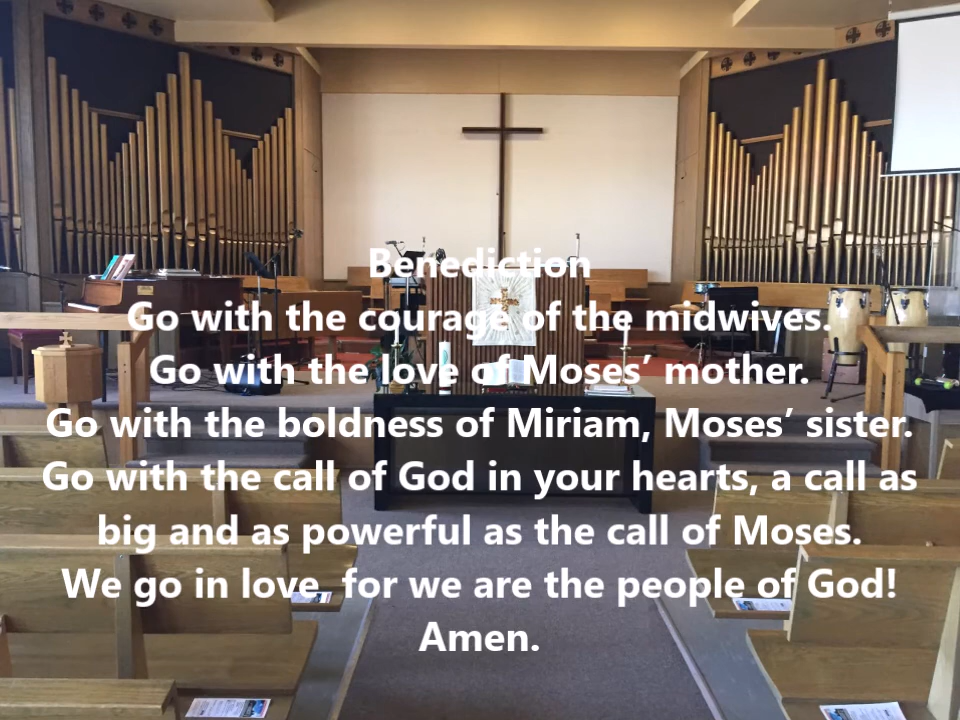 Benediction
Go with the courage of the midwives.
Go with the love of Moses’ mother.
Go with the boldness of Miriam, Moses’ sister.
Go with the call of God in your hearts, a call as
big and as powerful as the call of Moses.
We go in love, for we are the people of God!
Amen.